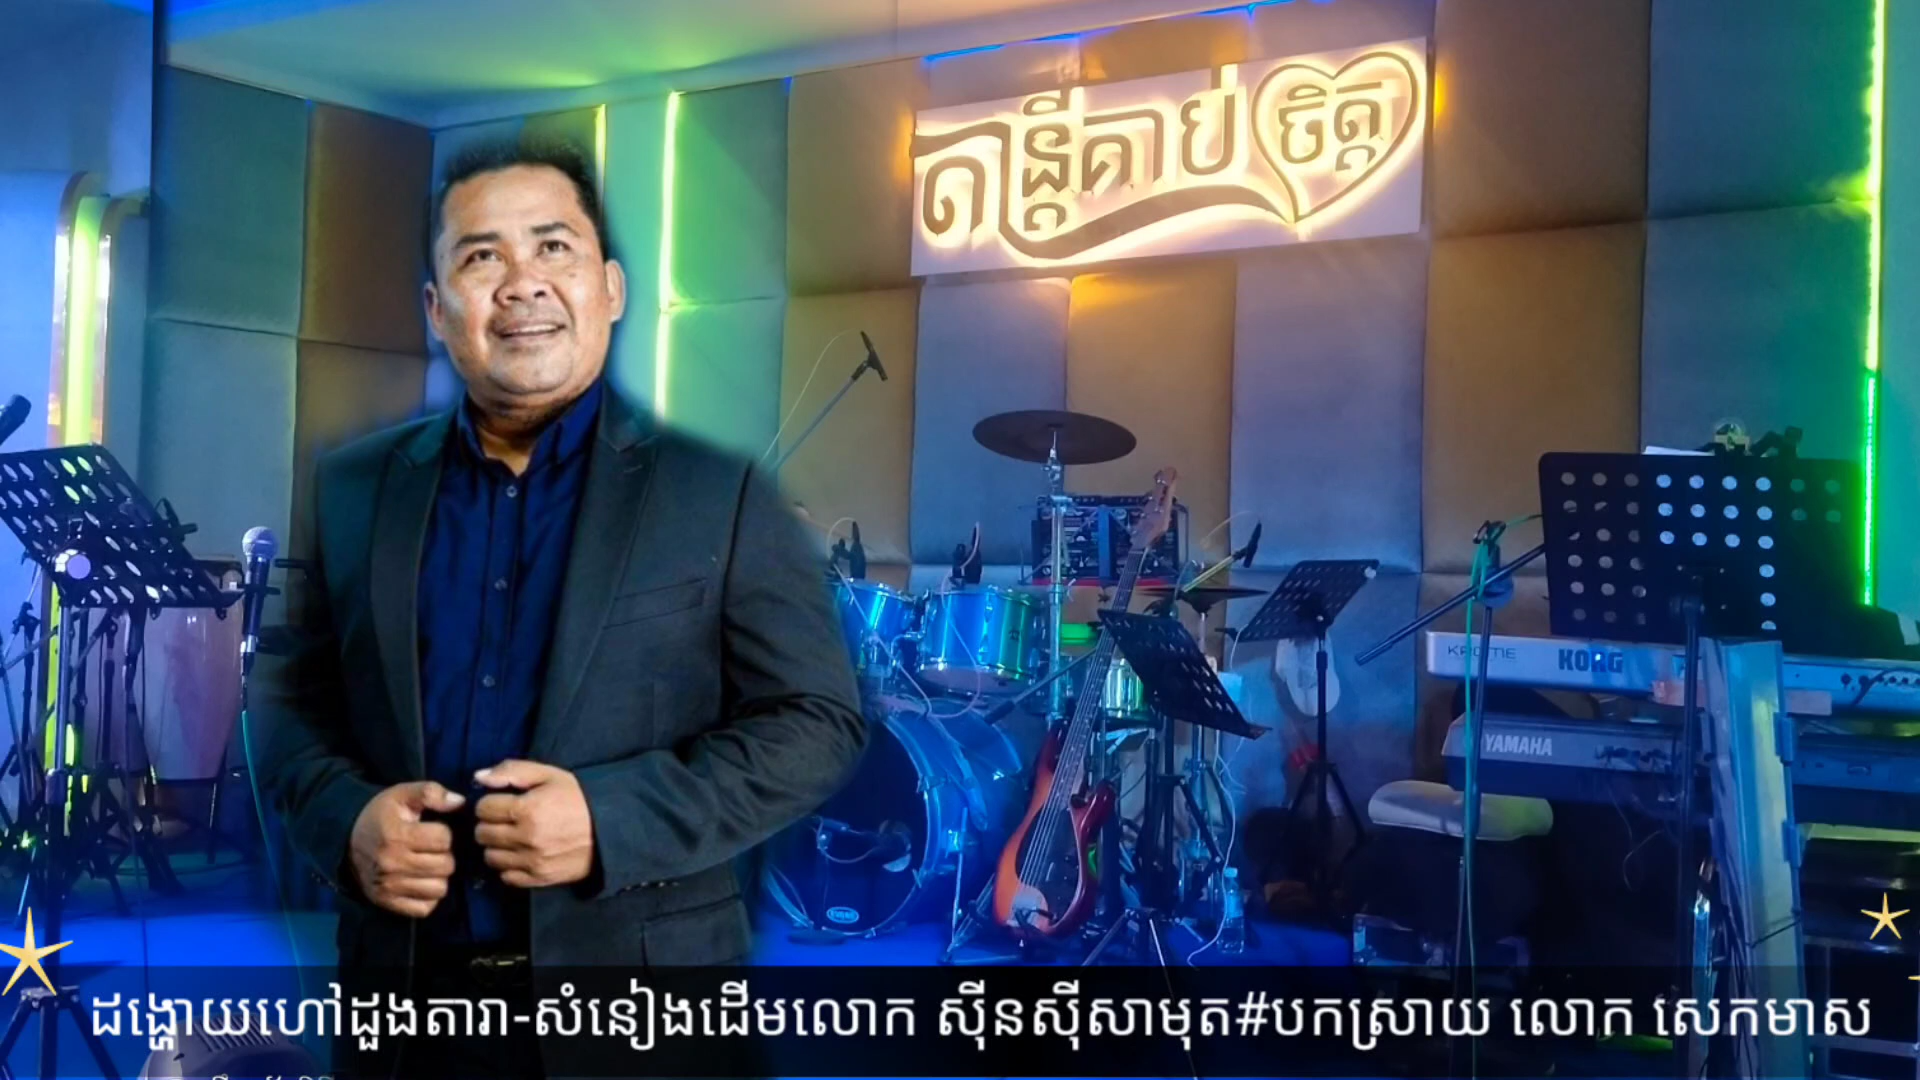 តន្ត្រីគាប់ចិត្ត
KORG
YAMAHA
EVANS
ដង្ហោយហៅដួងតារា-សំនៀងដើមលោក ស៊ីនស៊ីសាមុត#បកស្រាយ លោក សេកមាស